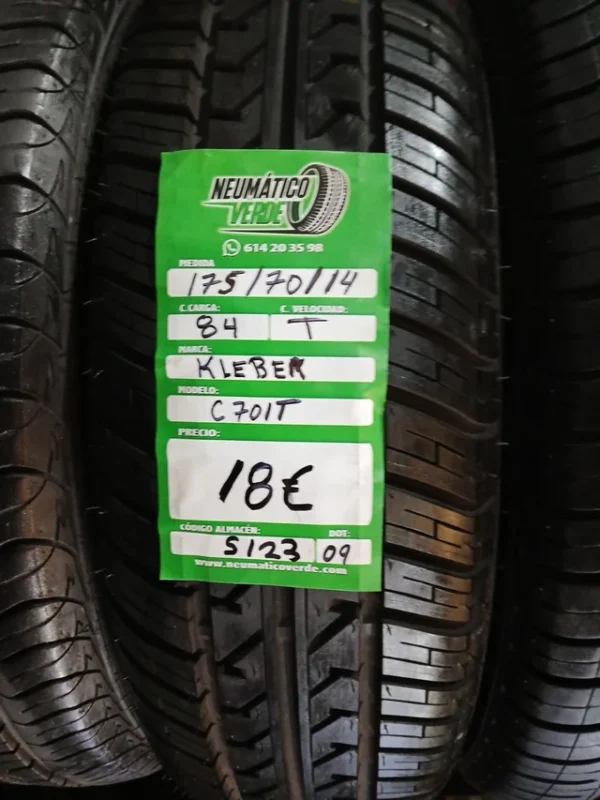 NEUMÁTICO
VERDE
614 20 35 98
MEDIDA
175/70/14
C. CARGA: C. VELOCIDAD:
84 T
MARCA:
KLEBER
MODELO:
C701T
PRECIO:
18€
CÓDIGO ALMACÉN: DOT:
S123 09
www.neumaticoverde.com